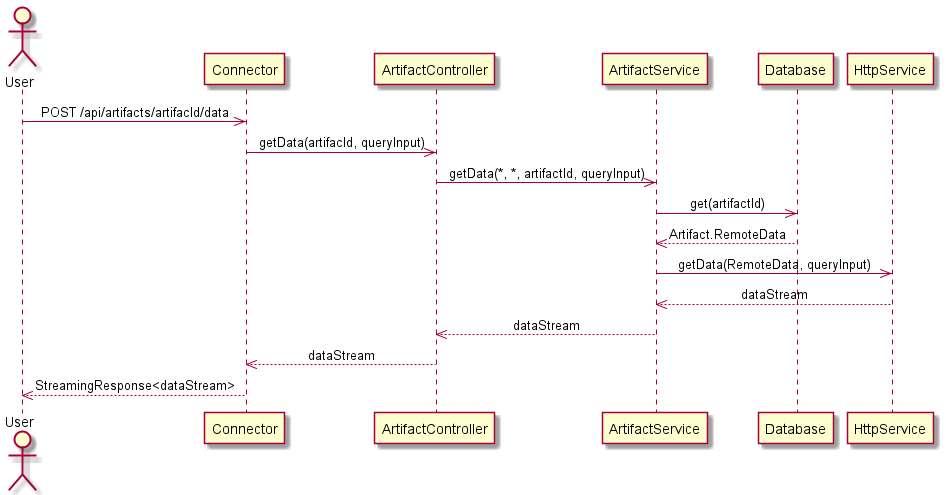 User
Connector
ArtifactController
ArtifactService
Database
HttpService
POST /api/artifacts/artifacId/data
getData(artifacId, queryInput)
getData(*, *, artifactId, queryInput)
get(artifactId)
Artifact.RemoteData
getData(RemoteData, queryInput)
dataStream
dataStream
dataStream
StreamingResponse<dataStream>
User
Connector
ArtifactController
ArtifactService
Database
HttpService